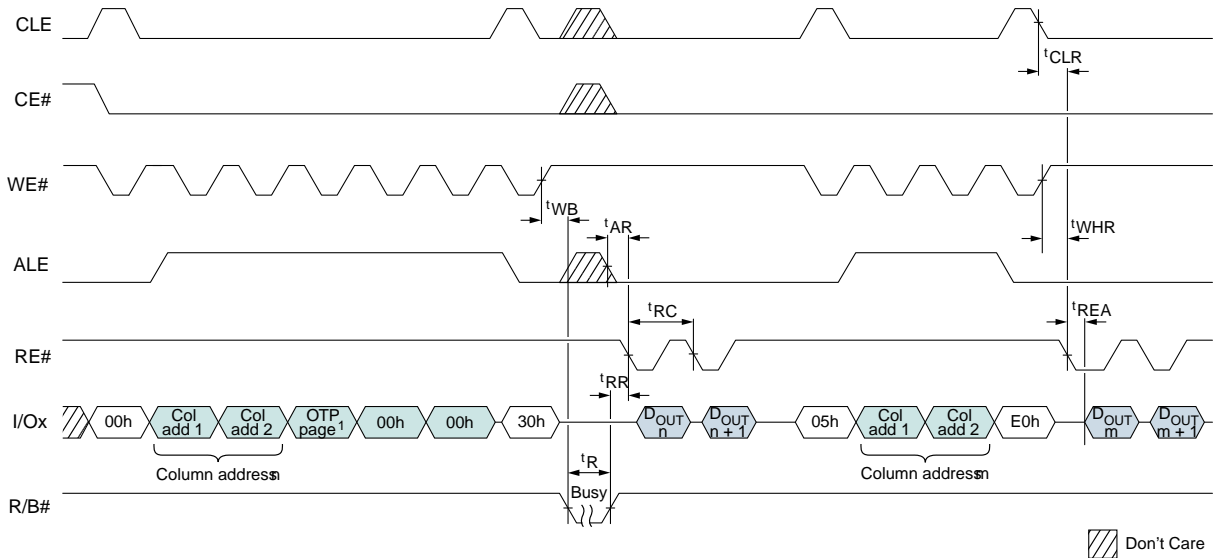 CLE
tCLR
CE#
WE#
tWB
tAR
tWHR
ALE
tRC
tREA
RE#
tRR
I/Ox
00h
Col add 1
Col add 2
OTP page1
00h
00h
30h
DOUT n
DOUT n + 1
05h
Col add 1
Col add 2
E0h
DOUT m
DOUT m + 1
Column address n
tR
Column address m
Busy
R/B#
Don't Care